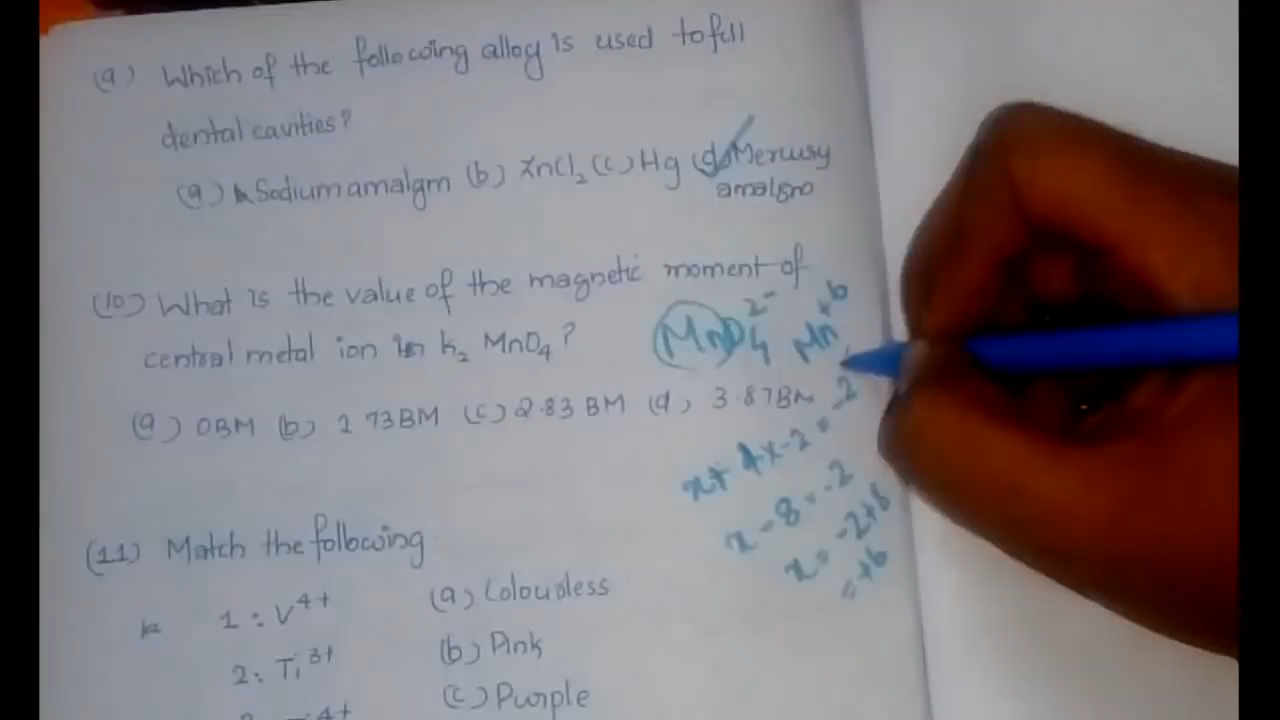 (9) Which of the following alloy is used to fill
dental cavities?
(a) Sodium amalgm (b) ZnCl₂ (c) Hg (d) Mercury
amalgm
(10) What is the value of the magnetic moment of
central metal ion in K₂ MnO₄?
MnO₄²⁻ Mn⁺⁶
(a) 0BM (b) 1 73BM (c) 2.83 BM (d) 3.87BM
x+ 4x-2 = -2
x - 8 = -2
x = -2+8
= +6
(11) Match the following
1 : V⁴⁺ (a) Colourless
2: Ti³⁺ (b) Pink
4+ (c) Purple